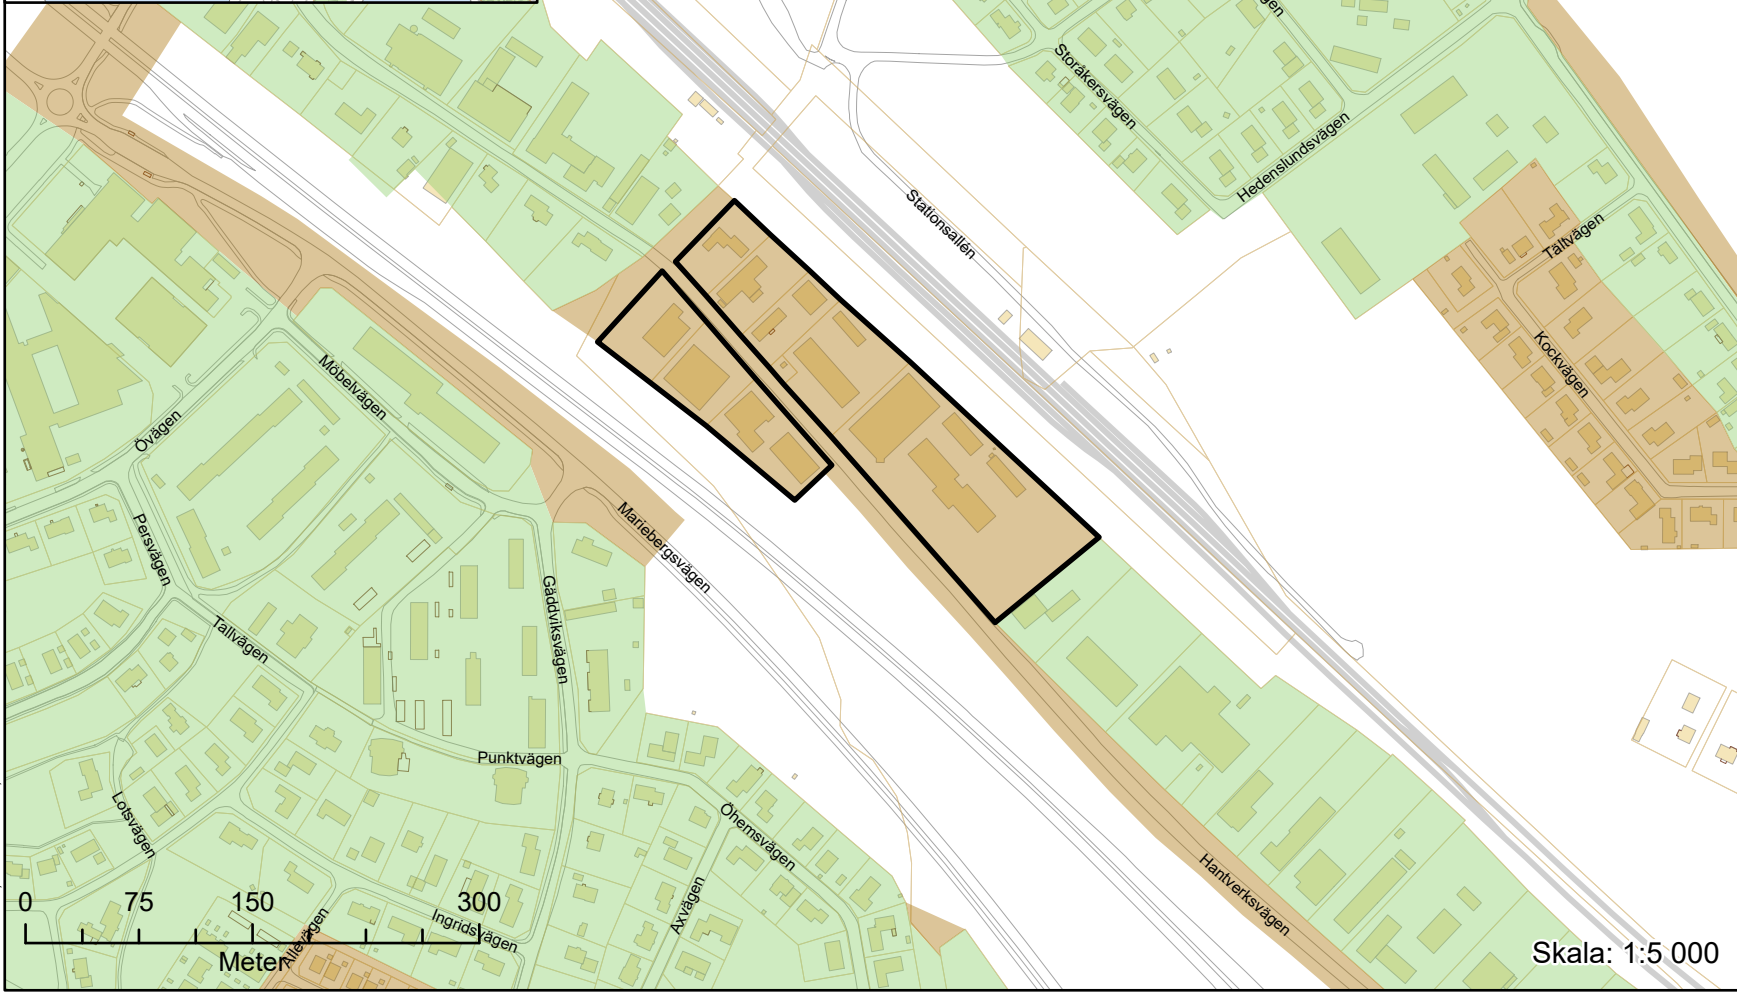 gen
Storåkersvägen
Hedenslundsvägen
Stationsallén
Tältvägen
Kockvägen
Möbelvägen
Övägen
Persvägen
Mariebergsvägen
Gäddviksvägen
Tallvägen
Punktvägen
Lotsvägen
Öhemsvägen
Axvägen
Ingridsvägen
Allévägen
Hantverksvägen
0 75 150 300
Meter
Skala: 1:5 000